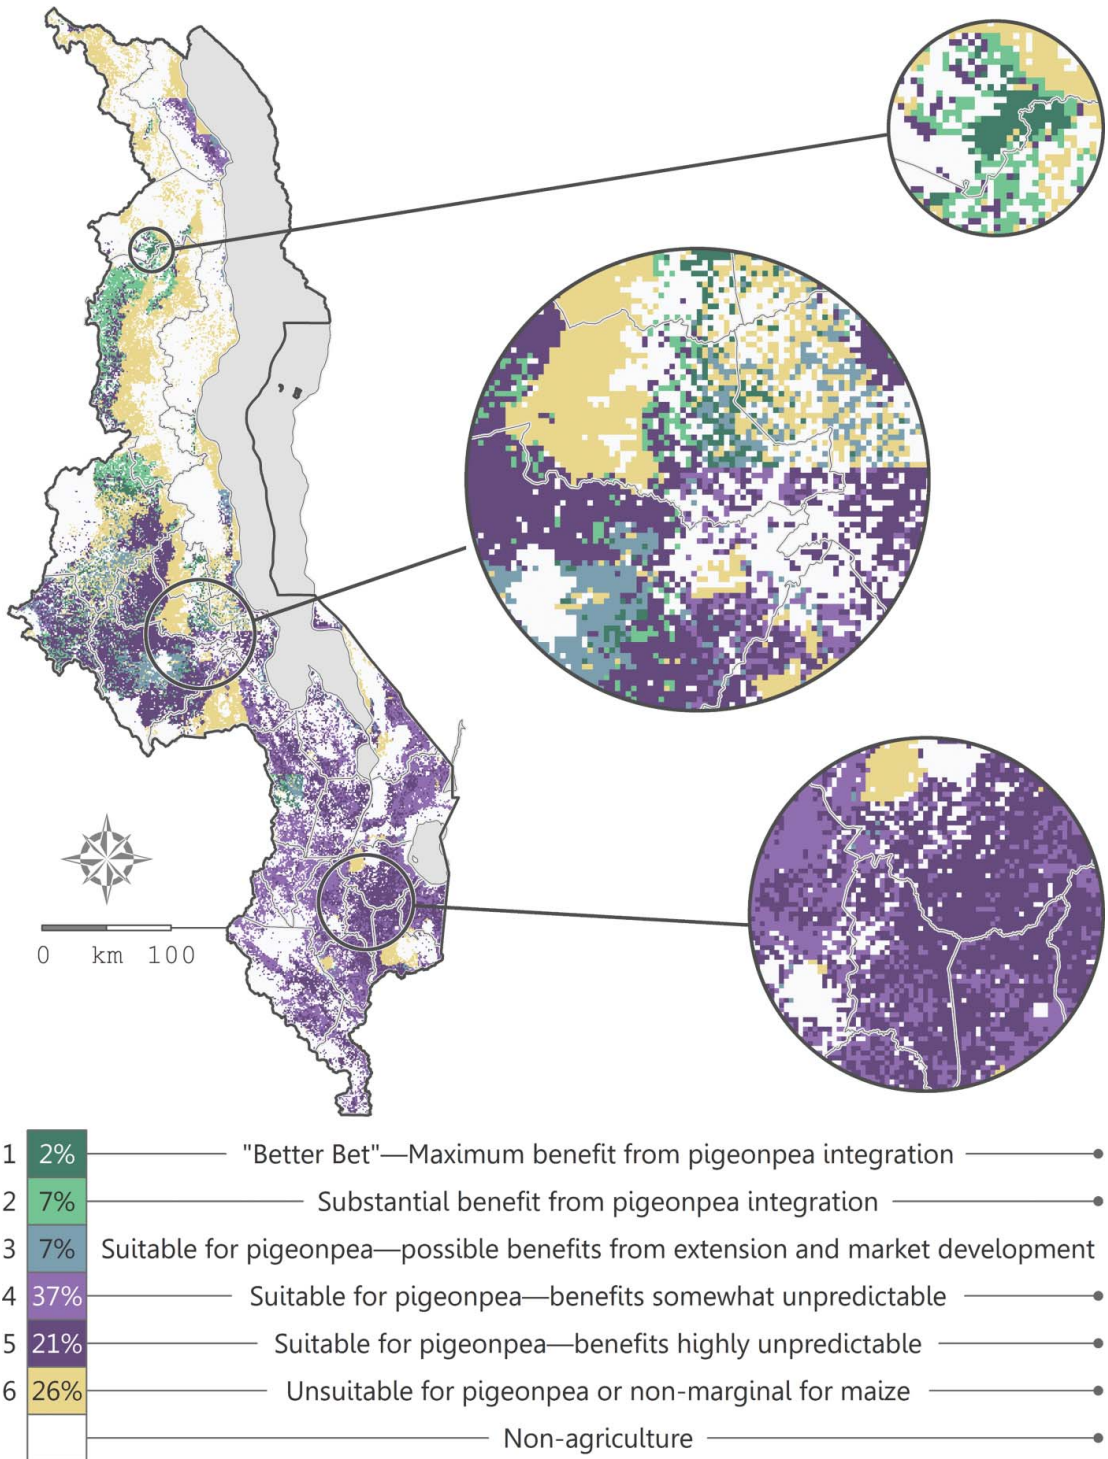 0 km 100
1 2% "Better Bet"—Maximum benefit from pigeonpea integration
2 7% Substantial benefit from pigeonpea integration
3 7% Suitable for pigeonpea—possible benefits from extension and market development
4 37% Suitable for pigeonpea—benefits somewhat unpredictable
5 21% Suitable for pigeonpea—benefits highly unpredictable
6 26% Unsuitable for pigeonpea or non-marginal for maize
Non-agriculture